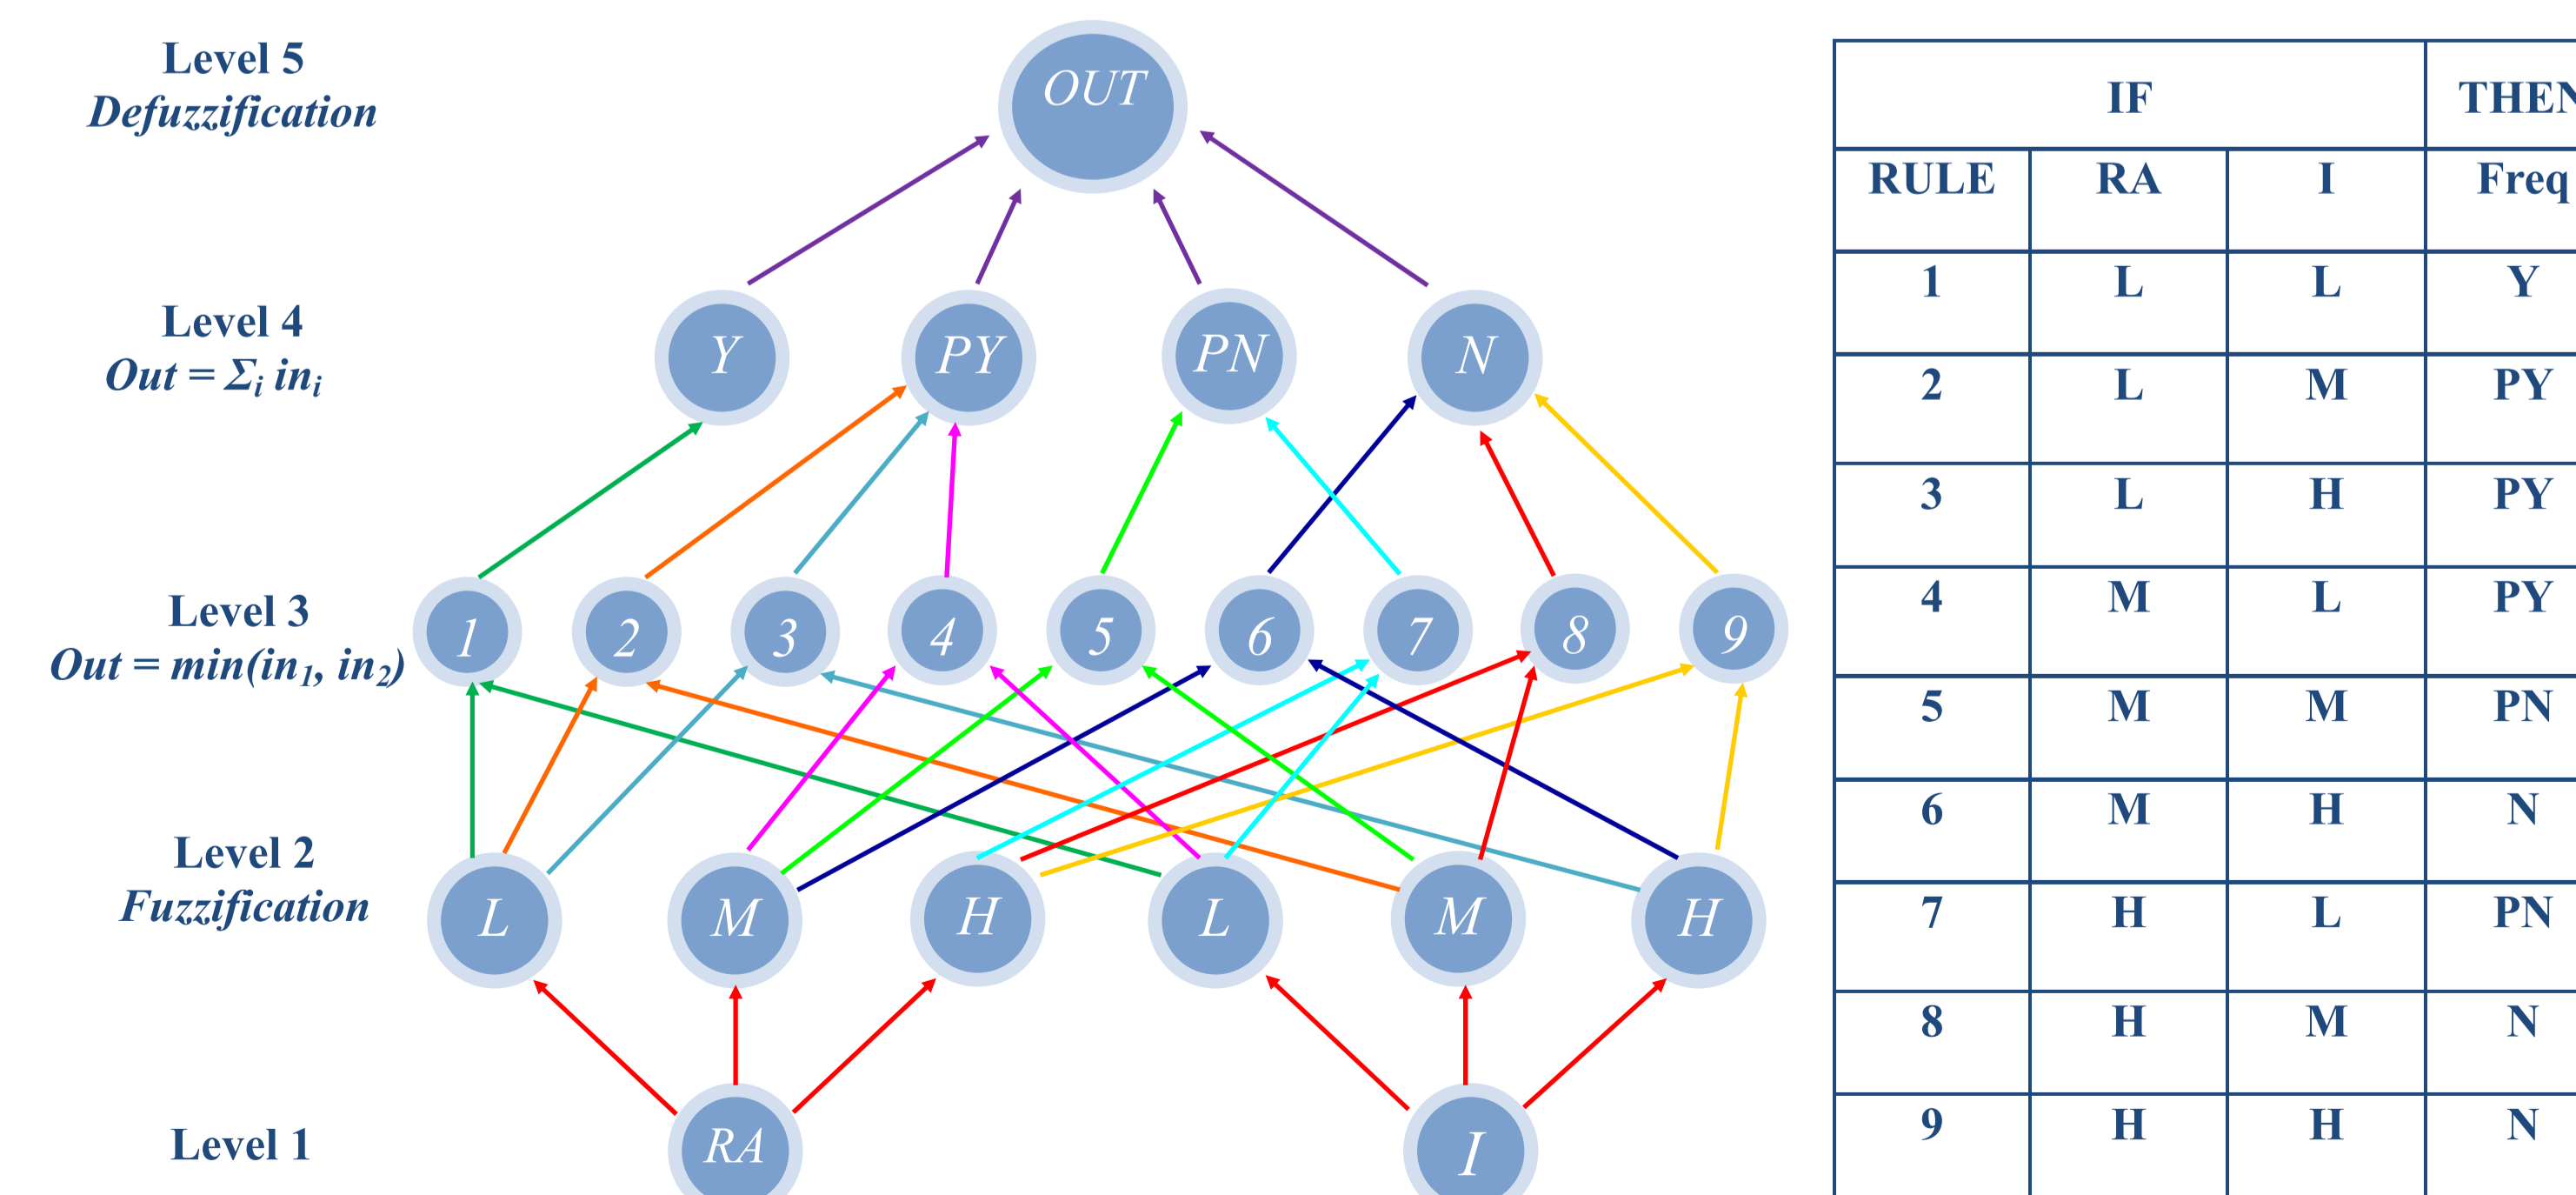 Level 5
Defuzzification
OUT
Level 4
Out = Σi ini
Y PY PN N
Level 3
Out = min(in1, in2)
1 2 3 4 5 6 7 8 9
Level 2
Fuzzification
L M H L M H
Level 1
RA I
IF THEN
RULE RA I Freq
1 L L Y
2 L M PY
3 L H PY
4 M L PY
5 M M PN
6 M H N
7 H L PN
8 H M N
9 H H N